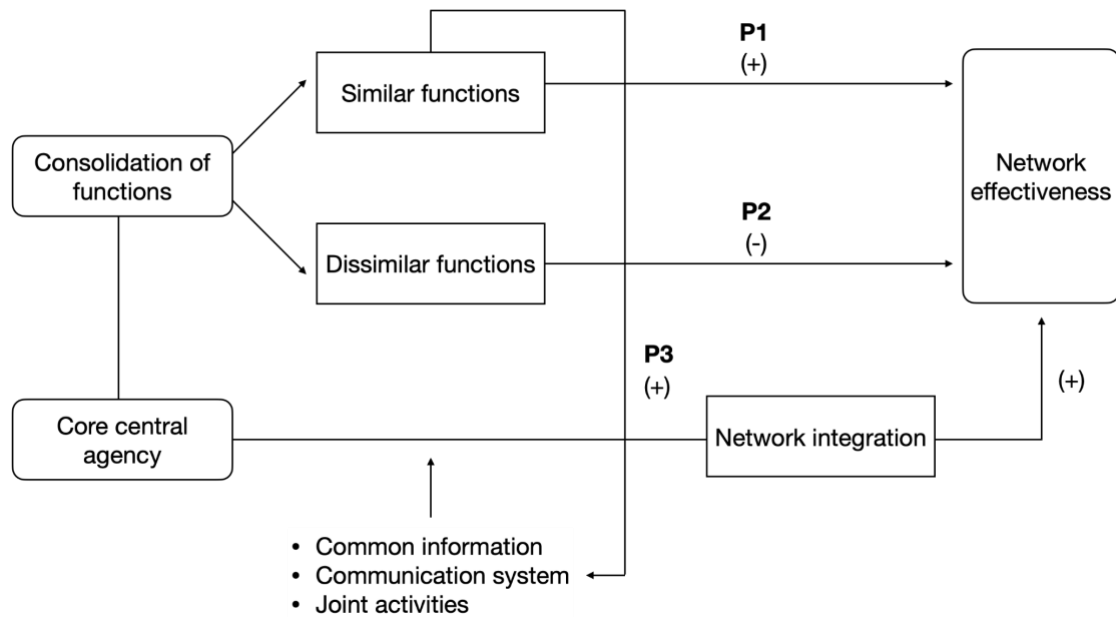 P1
(+)
Similar functions
Consolidation of
functions
Network
effectiveness
P2
(-)
Dissimilar functions
P3
(+)
(+)
Core central
agency
Network integration
• Common information
• Communication system
• Joint activities